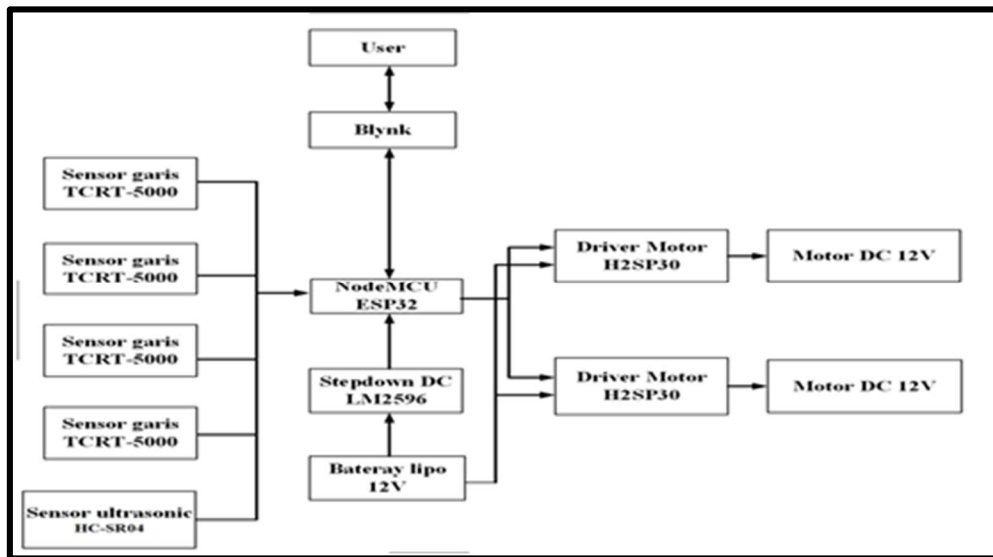 User
Blynk
Sensor garis
TCRT-5000
Sensor garis
TCRT-5000
Sensor garis
TCRT-5000
Sensor garis
TCRT-5000
Sensor ultrasonic
HC-SR04
NodeMCU
ESP32
Stepdown DC
LM2596
Bateray lipo
12V
Driver Motor
H2SP30
Motor DC 12V
Driver Motor
H2SP30
Motor DC 12V